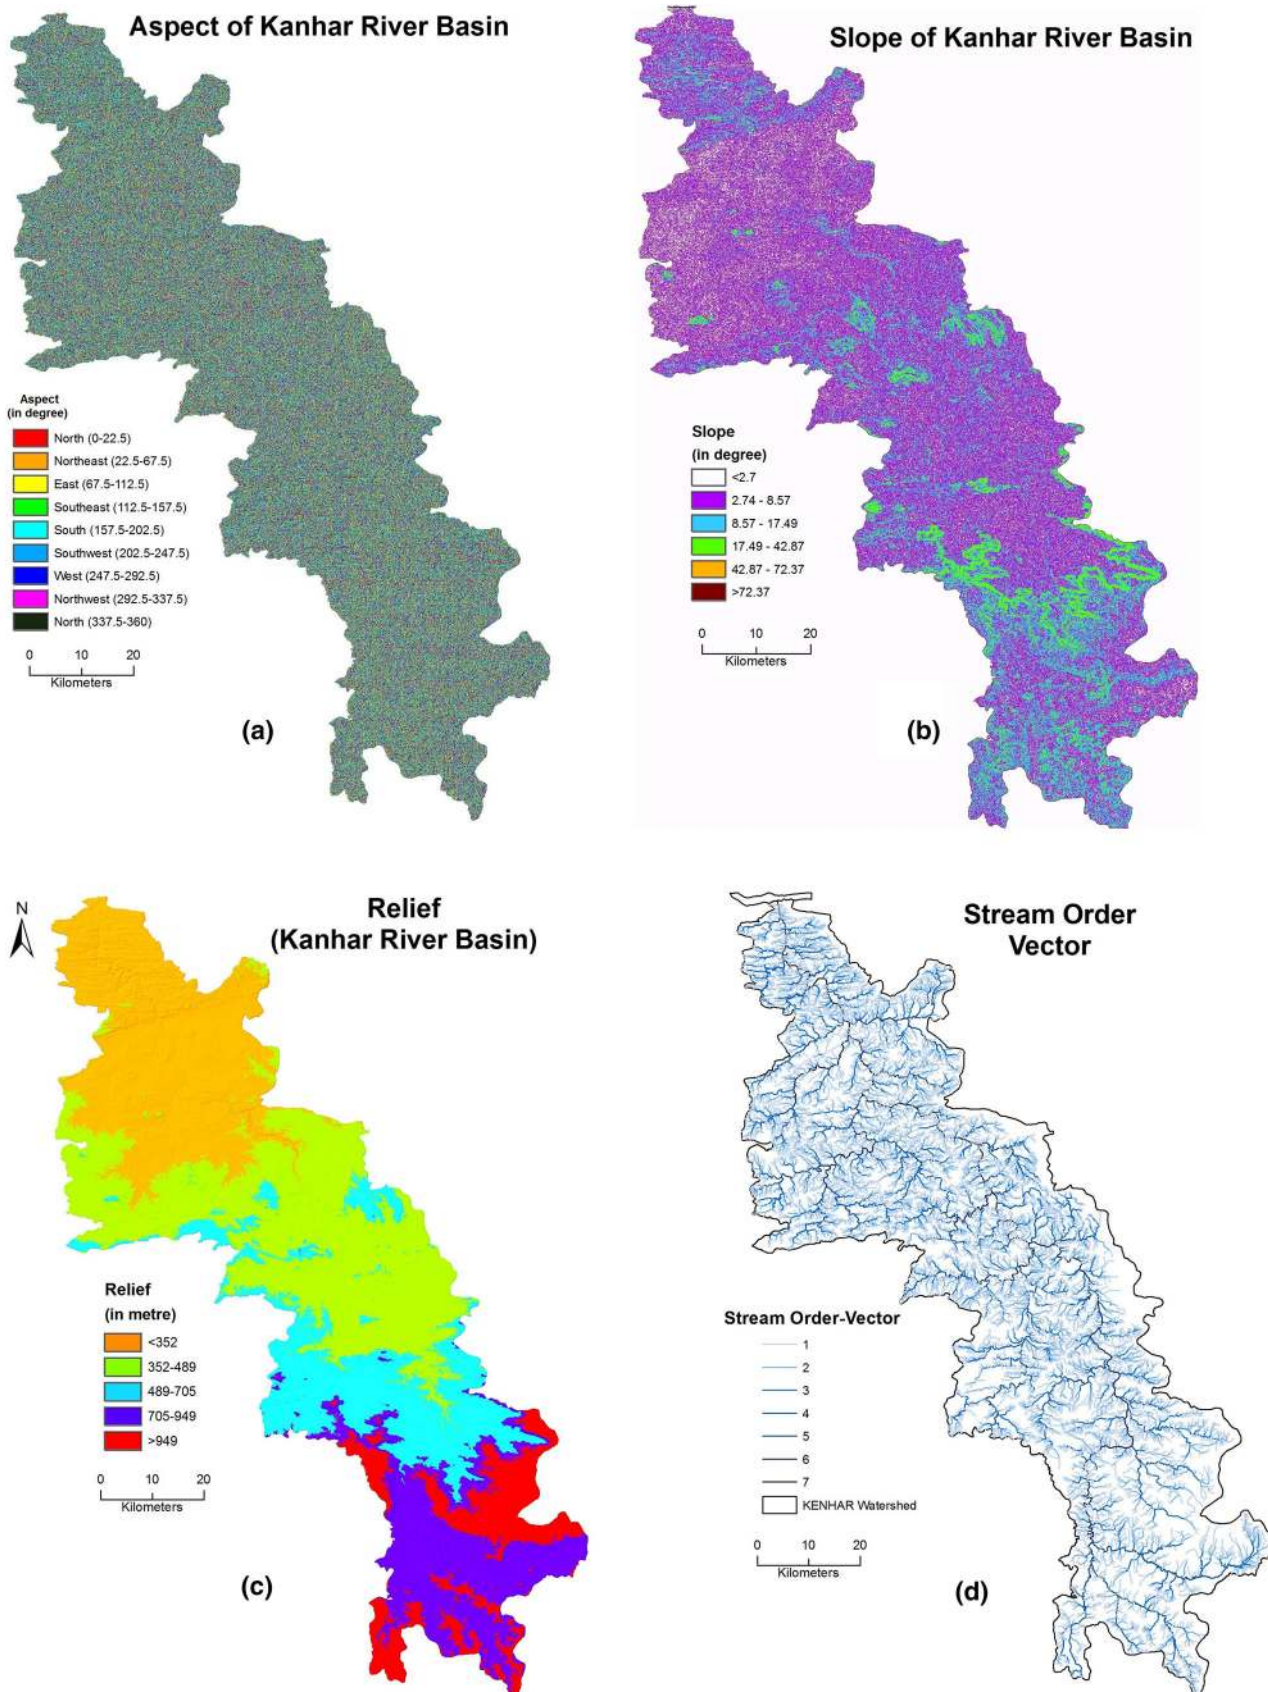 Aspect of Kanhar River Basin
Aspect
(in degree)
North (0-22.5)
Northeast (22.5-67.5)
East (67.5-112.5)
Southeast (112.5-157.5)
South (157.5-202.5)
Southwest (202.5-247.5)
West (247.5-292.5)
Northwest (292.5-337.5)
North (337.5-360)
0 10 20
Kilometers
(a)
Slope of Kanhar River Basin
Slope
(in degree)
<2.7
2.74 - 8.57
8.57 - 17.49
17.49 - 42.87
42.87 - 72.37
>72.37
0 10 20
Kilometers
(b)
N
Relief
(Kanhar River Basin)
Relief
(in metre)
<352
352-489
489-705
705-949
>949
0 10 20
Kilometers
(c)
Stream Order
Vector
Stream Order-Vector
1
2
3
4
5
6
7
KENHAR Watershed
0 10 20
Kilometers
(d)